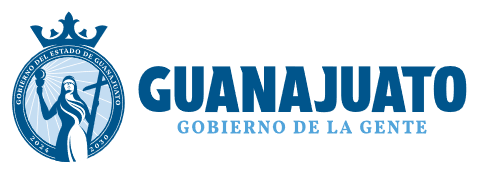 GOBIERNO DEL ESTADO DE GUANAJUATO
2024 2030
GUANAJUATO
GOBIERNO DE LA GENTE